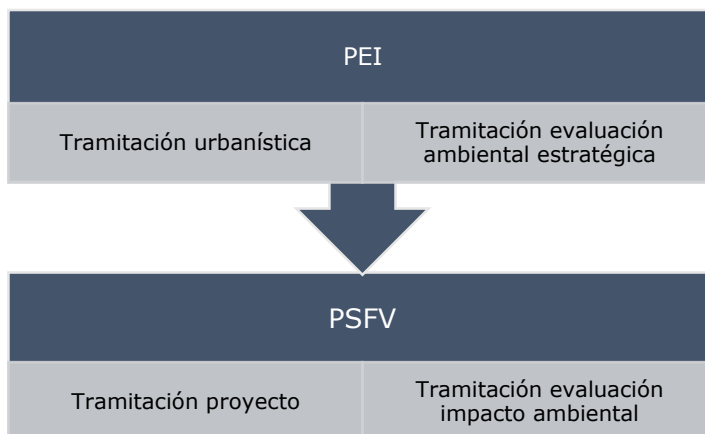 PEI
Tramitación urbanística
Tramitación evaluación
ambiental estratégica
PSFV
Tramitación proyecto
Tramitación evaluación
impacto ambiental